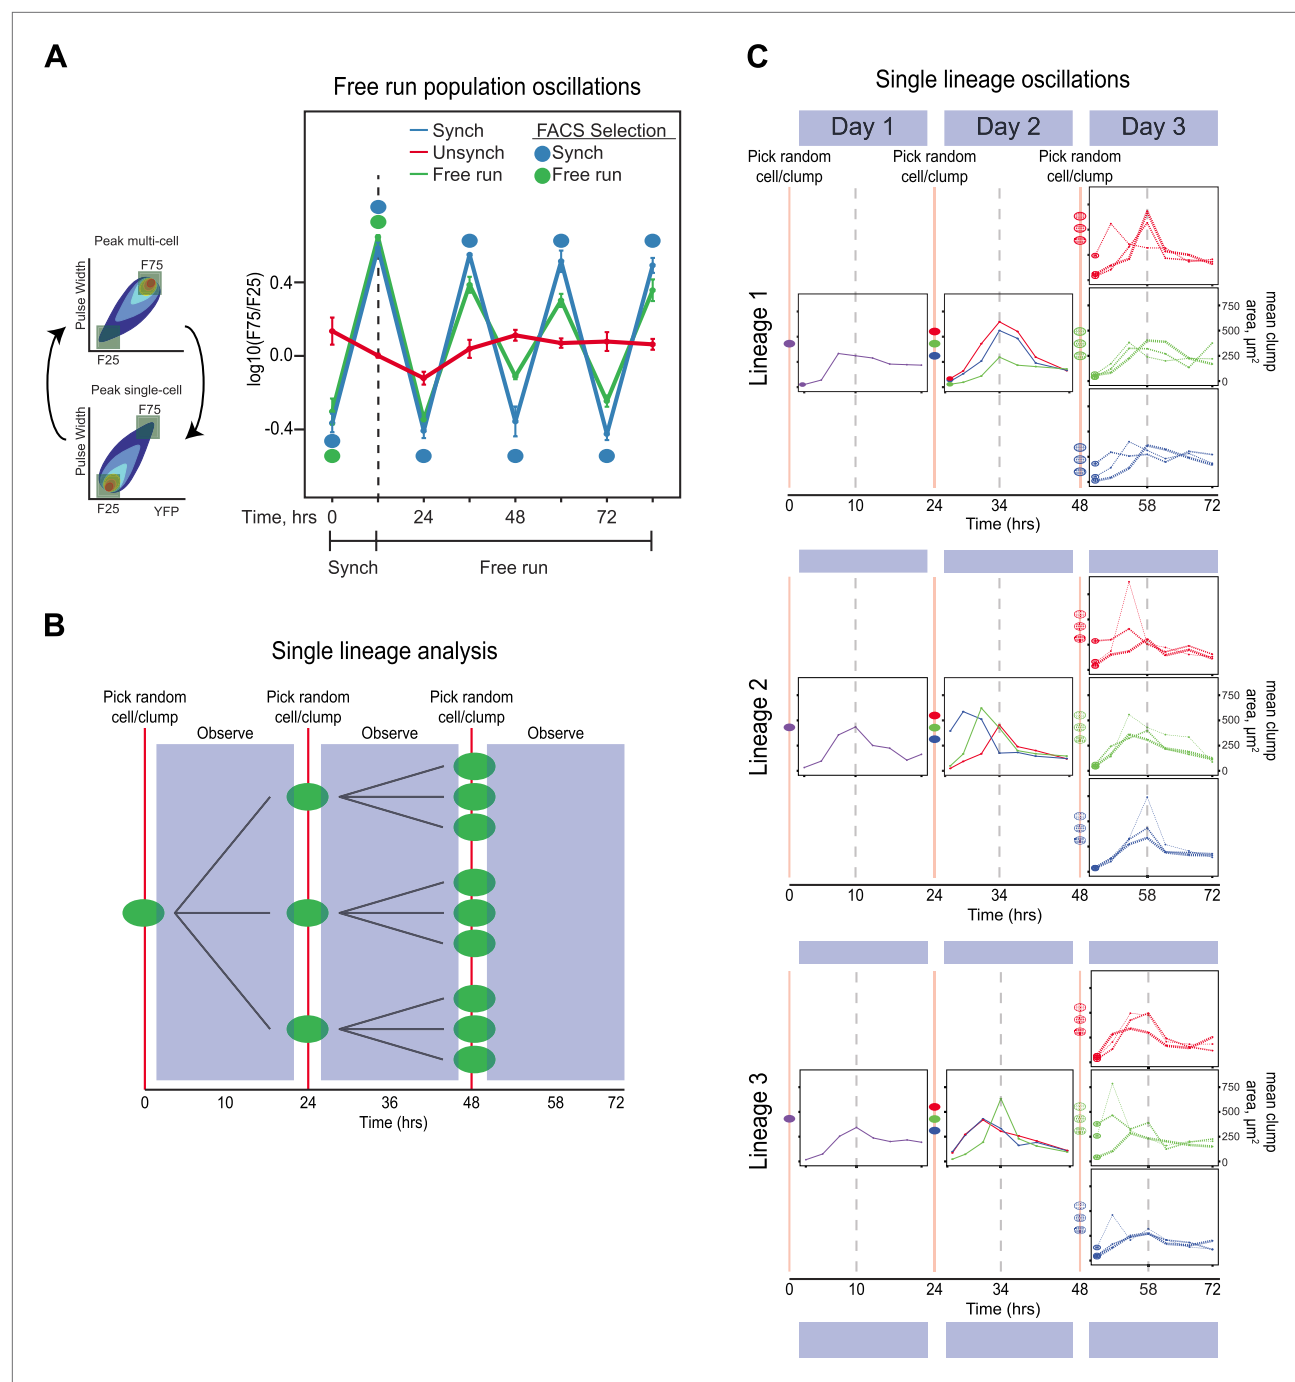 A
Free run population oscillations
Synch
Unsynch
Free run
FACS Selection
Synch
Free run
Peak multi-cell
F75
Pulse Width
F25
Peak single-cell
F75
Pulse Width
F25
YFP
log10(F75/F25)
0.4
0.0
-0.4
Time, hrs 0 24 48 72
Synch Free run
B
Single lineage analysis
Pick random cell/clump
Pick random cell/clump
Pick random cell/clump
Observe
Observe
Observe
0 10 24 36 48 58 72
Time (hrs)
C
Single lineage oscillations
Day 1 Day 2 Day 3
Pick random cell/clump
Pick random cell/clump
Pick random cell/clump
Lineage 1
750
500
250
0
mean clump area, µm²
0 10 24 34 48 58 72
Time (hrs)
Lineage 2
750
500
250
0
mean clump area, µm²
0 10 24 34 48 58 72
Time (hrs)
Lineage 3
750
500
250
0
mean clump area, µm²
0 10 24 34 48 58 72
Time (hrs)